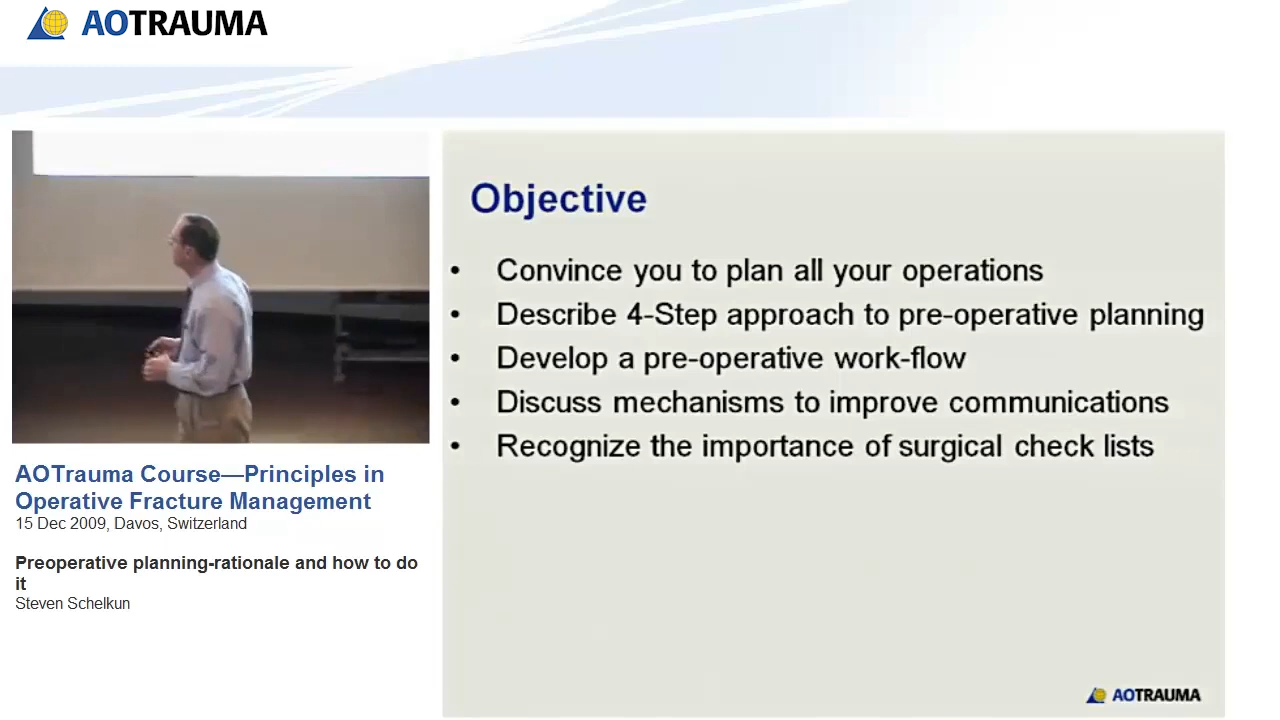 AOTRAUMA
Objective
• Convince you to plan all your operations
• Describe 4-Step approach to pre-operative planning
• Develop a pre-operative work-flow
• Discuss mechanisms to improve communications
• Recognize the importance of surgical check lists
AOTrauma Course—Principles in
Operative Fracture Management
15 Dec 2009, Davos, Switzerland
Preoperative planning-rationale and how to do
it
Steven Schelkun
AOTRAUMA